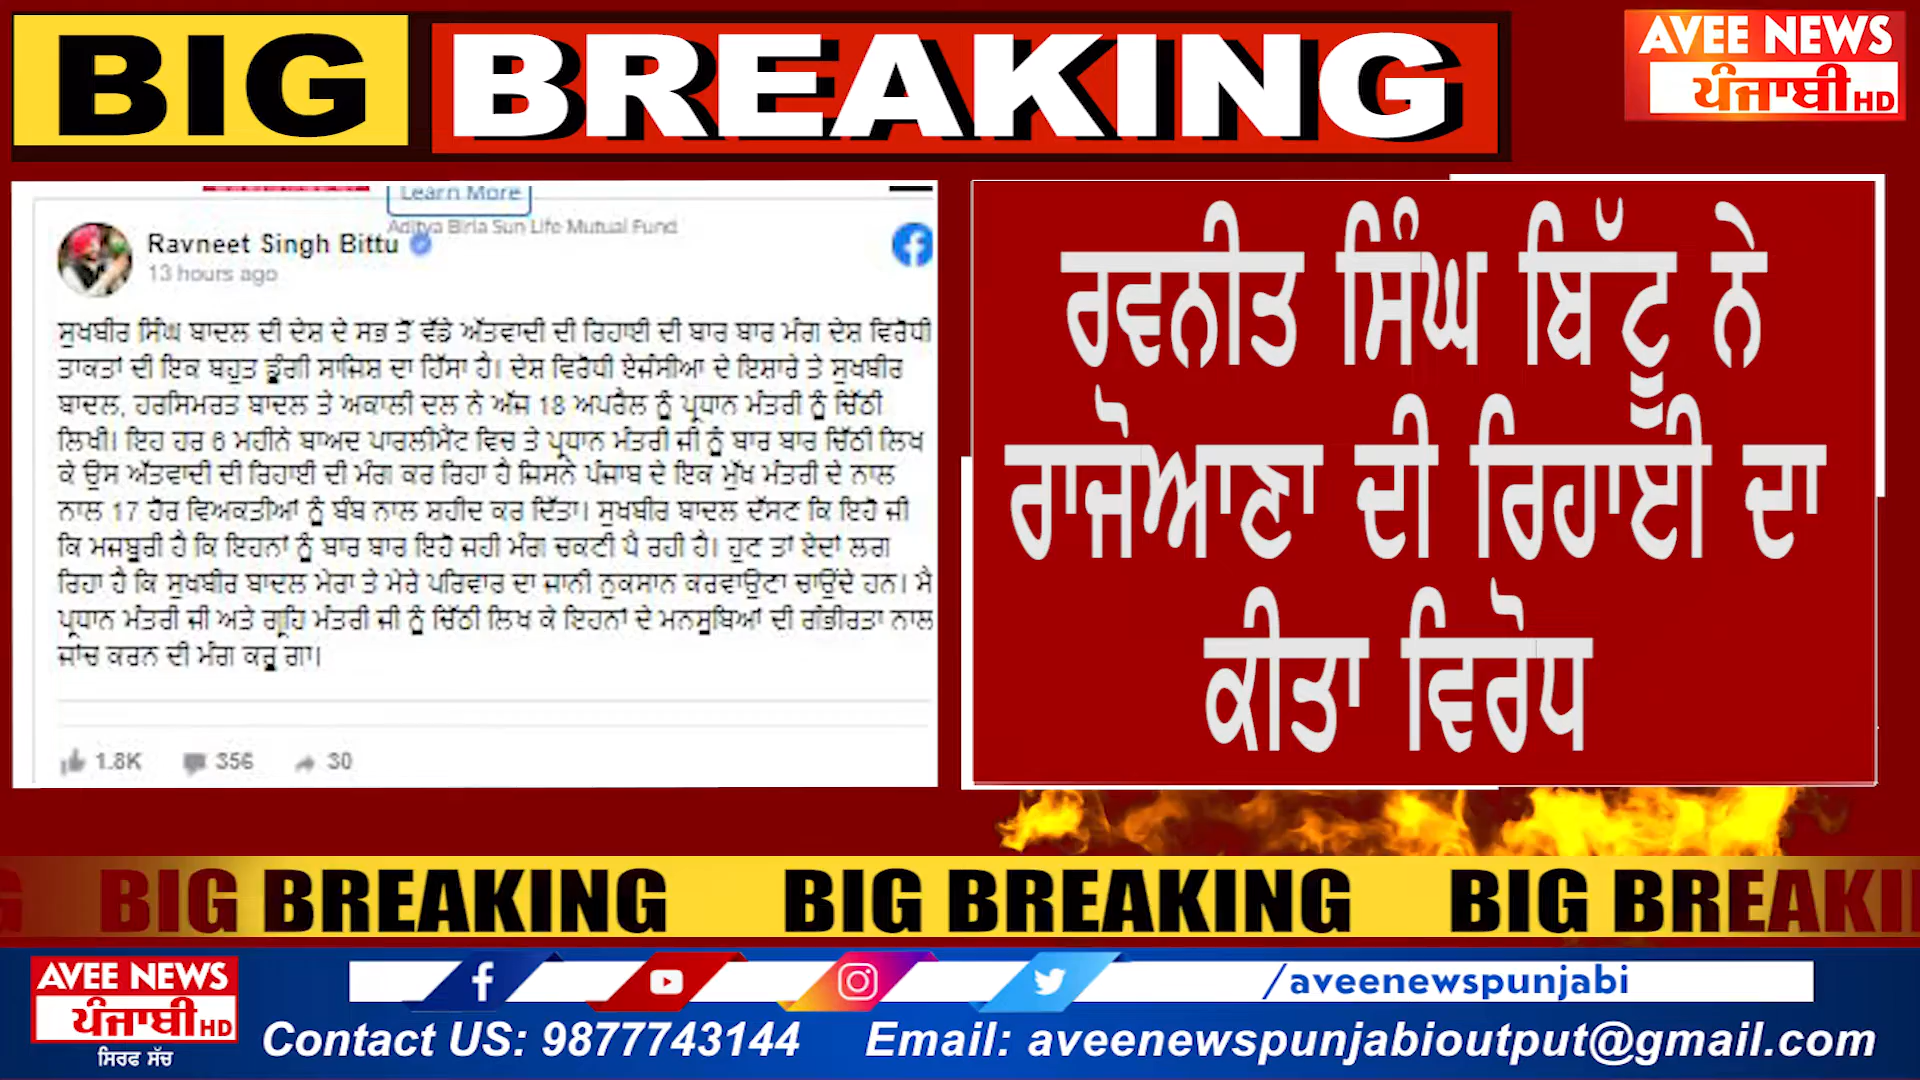 BIG BREAKING
AVEE NEWS
ਪੰਜਾਬੀ HD
Learn More
Aditya Birla Sun Life Mutual Fund
Ravneet Singh Bittu
13 hours ago
ਸੁਖਬੀਰ ਸਿੰਘ ਬਾਦਲ ਦੀ ਦੇਸ਼ ਦੇ ਸਭ ਤੋਂ ਵੱਡੇ ਅੱਤਵਾਦੀ ਦੀ ਰਿਹਾਈ ਦੀ ਬਾਰ ਬਾਰ ਮੰਗ ਦੇਸ਼ ਵਿਰੋਧੀ
ਤਾਕਤਾਂ ਦੀ ਇਕ ਬਹੁਤ ਡੂੰਗੀ ਸਾਜਿਸ਼ ਦਾ ਹਿੱਸਾ ਹੈ। ਦੇਸ਼ ਵਿਰੋਧੀ ਏਜੰਸੀਆ ਦੇ ਇਸ਼ਾਰੇ ਤੇ ਸੁਖਬੀਰ
ਬਾਦਲ, ਹਰਸਿਮਰਤ ਬਾਦਲ ਤੇ ਅਕਾਲੀ ਦਲ ਨੇ ਅੱਜ 18 ਅਪਰੈਲ ਨੂੰ ਪ੍ਰਧਾਨ ਮੰਤਰੀ ਨੂੰ ਚਿੱਠੀ
ਲਿਖੀ। ਇਹ ਹਰ 6 ਮਹੀਨੇ ਬਾਅਦ ਪਾਰਲੀਮੈਂਟ ਵਿਚ ਤੇ ਪ੍ਰਧਾਨ ਮੰਤਰੀ ਜੀ ਨੂੰ ਬਾਰ ਬਾਰ ਚਿੱਠੀ ਲਿਖ
ਕੇ ਉਸ ਅੱਤਵਾਦੀ ਦੀ ਰਿਹਾਈ ਦੀ ਮੰਗ ਕਰ ਰਿਹਾ ਹੈ ਜਿਸਨੇ ਪੰਜਾਬ ਦੇ ਇਕ ਮੁੱਖ ਮੰਤਰੀ ਦੇ ਨਾਲ
ਨਾਲ 17 ਹੋਰ ਵਿਅਕਤੀਆਂ ਨੂੰ ਬੰਬ ਨਾਲ ਸ਼ਹੀਦ ਕਰ ਦਿੱਤਾ। ਸੁਖਬੀਰ ਬਾਦਲ ਦੱਸਣ ਕਿ ਇਹੋ ਜੀ
ਕਿ ਮਜਬੂਰੀ ਹੈ ਕਿ ਇਹਨਾਂ ਨੂੰ ਬਾਰ ਬਾਰ ਇਹੋ ਜਹੀ ਮੰਗ ਚਕਣੀ ਪੈ ਰਹੀ ਹੈ। ਹੁਣ ਤਾਂ ਏਦਾਂ ਲਗ
ਰਿਹਾ ਹੈ ਕਿ ਸੁਖਬੀਰ ਬਾਦਲ ਮੇਰਾ ਤੇ ਮੇਰੇ ਪਰਿਵਾਰ ਦਾ ਜਾਨੀ ਨੁਕਸਾਨ ਕਰਵਾਉਣਾ ਚਾਉਂਦੇ ਹਨ। ਮੈ
ਪ੍ਰਧਾਨ ਮੰਤਰੀ ਜੀ ਅਤੇ ਗ੍ਰਹਿ ਮੰਤਰੀ ਜੀ ਨੂੰ ਚਿੱਠੀ ਲਿਖ ਕੇ ਇਹਨਾਂ ਦੇ ਮਨਸੂਬਿਆਂ ਦੀ ਗੰਭੀਰਤਾ ਨਾਲ
ਜਾਂਚ ਕਰਨ ਦੀ ਮੰਗ ਕਰੂ ਗਾ।
1.8K 356 30
ਰਵਨੀਤ ਸਿੰਘ ਬਿੱਟੂ ਨੇ
ਰਾਜੋਆਣਾ ਦੀ ਰਿਹਾਈ ਦਾ
ਕੀਤਾ ਵਿਰੋਧ
BIG BREAKING BIG BREAKING BIG BREAKI
AVEE NEWS
ਪੰਜਾਬੀ HD
ਸਿਰਫ ਸੱਚ
/aveenewspunjabi
Contact US: 9877743144 Email: aveenewspunjabioutput@gmail.com